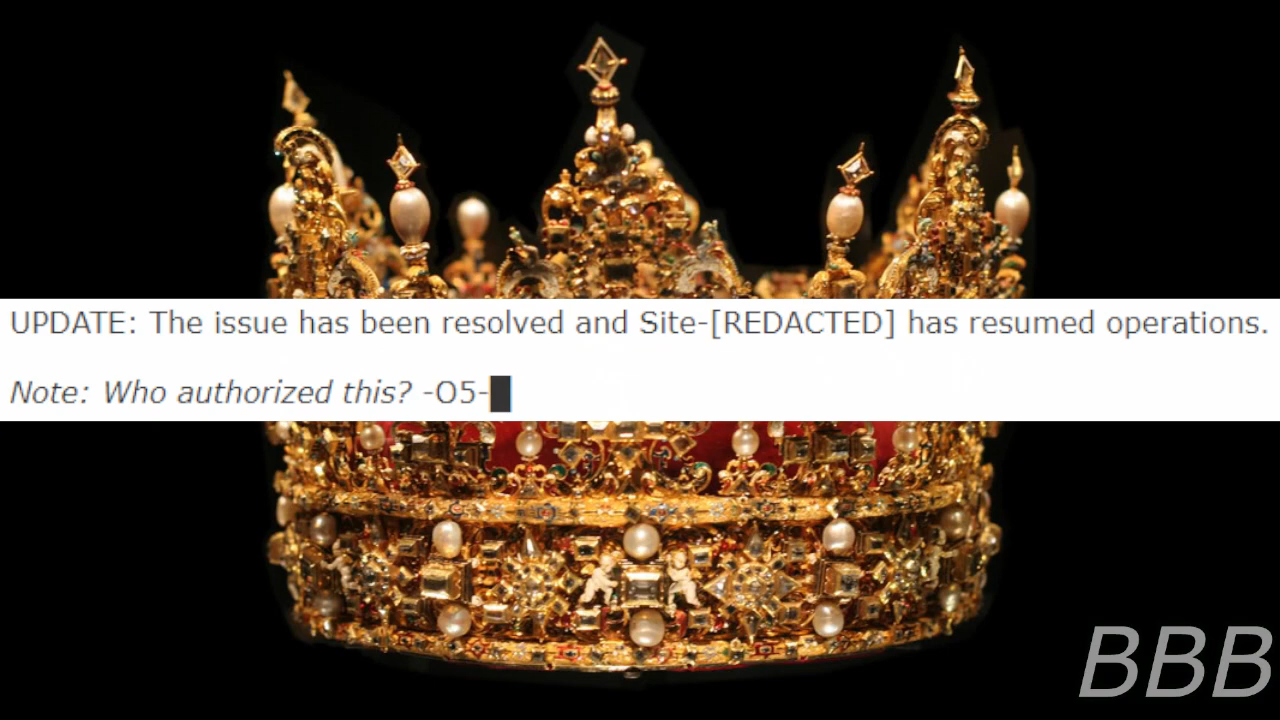 UPDATE: The issue has been resolved and Site-[REDACTED] has resumed operations.
Note: Who authorized this? -O5-█
BBB